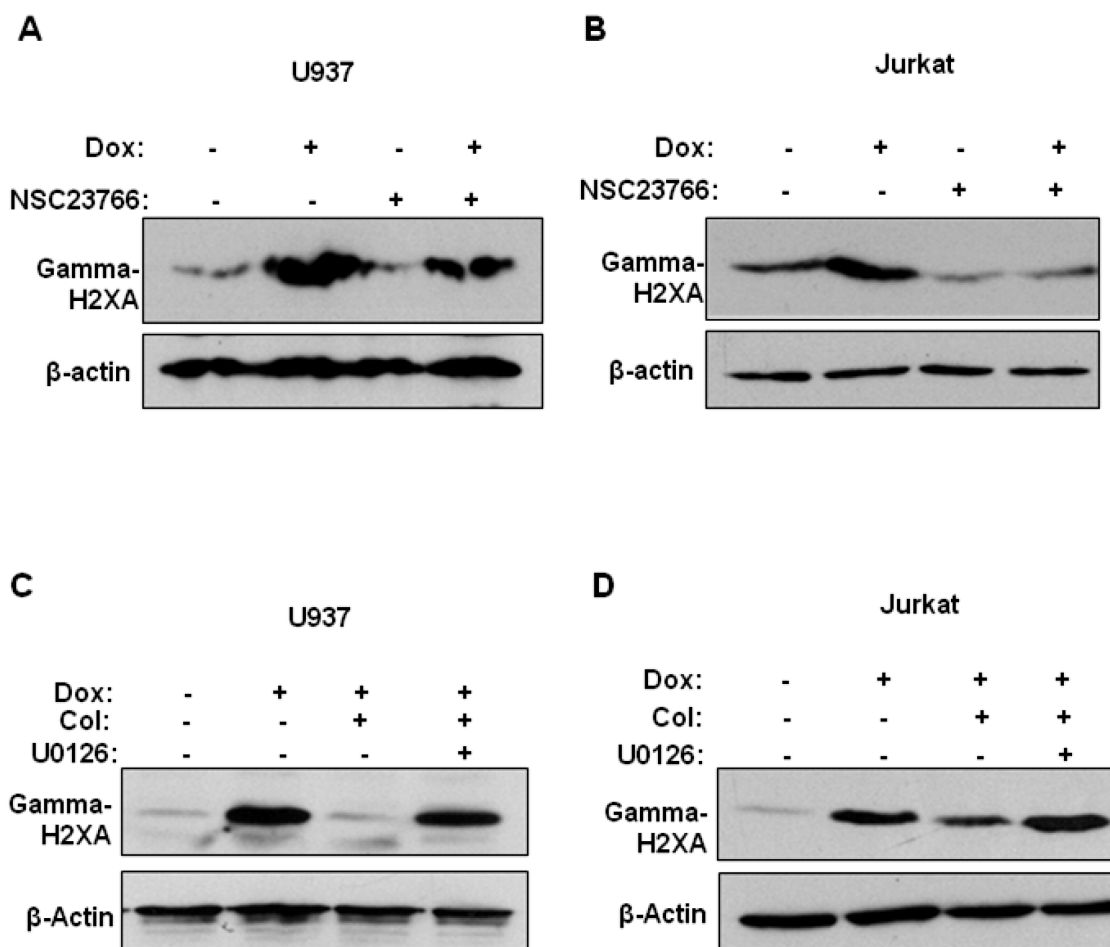 A
U937
Dox: - + - +
NSC23766: - - + +
Gamma-
H2XA
β-actin
B
Jurkat
Dox: - + - +
NSC23766: - - + +
Gamma-
H2XA
β-actin
C
U937
Dox: - + + +
Col: - - + +
U0126: - - - +
Gamma-
H2XA
β-Actin
D
Jurkat
Dox: - + + +
Col: - - + +
U0126: - - - +
Gamma-
H2XA
β-Actin